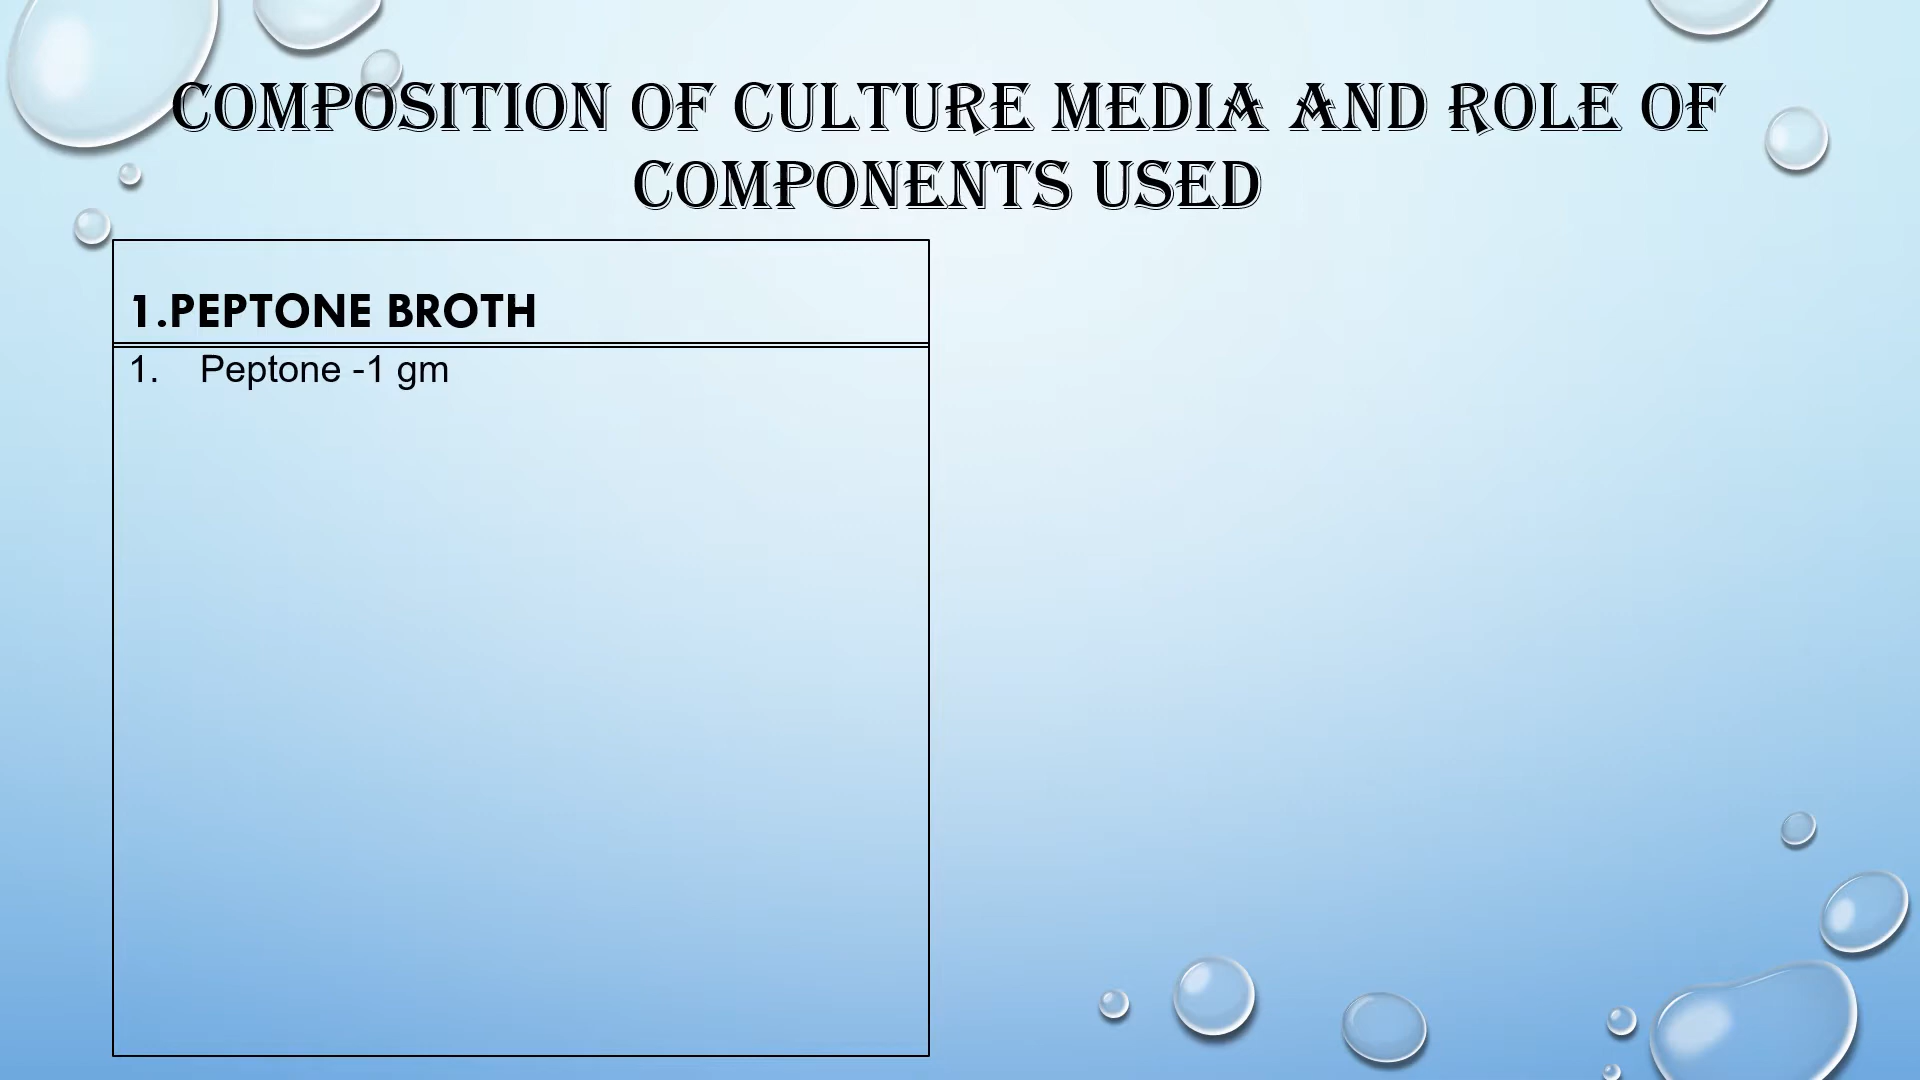 COMPOSITION OF CULTURE MEDIA AND ROLE OF
COMPONENTS USED
1.PEPTONE BROTH
1. Peptone -1 gm